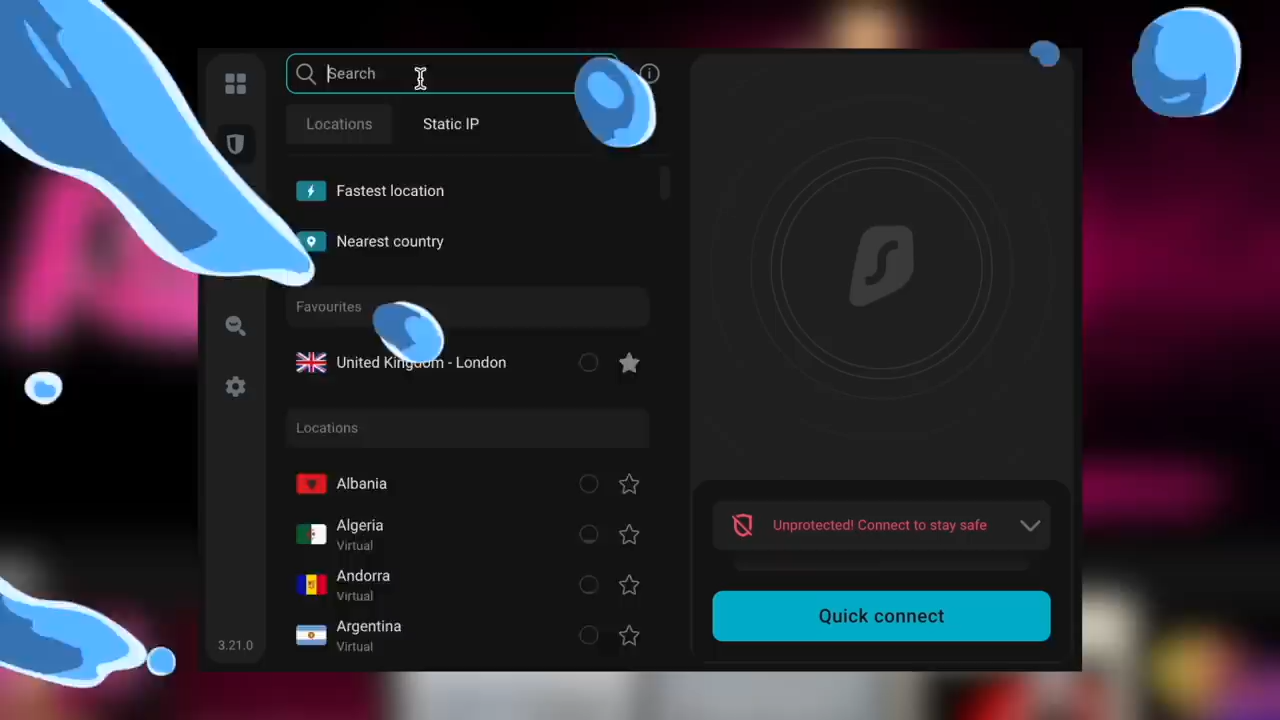 Search
Locations
Static IP
Fastest location
Nearest country
Favourites
United Kingdom - London
Locations
Albania
Algeria
Virtual
Andorra
Virtual
Argentina
Virtual
3.21.0
Unprotected! Connect to stay safe
Quick connect